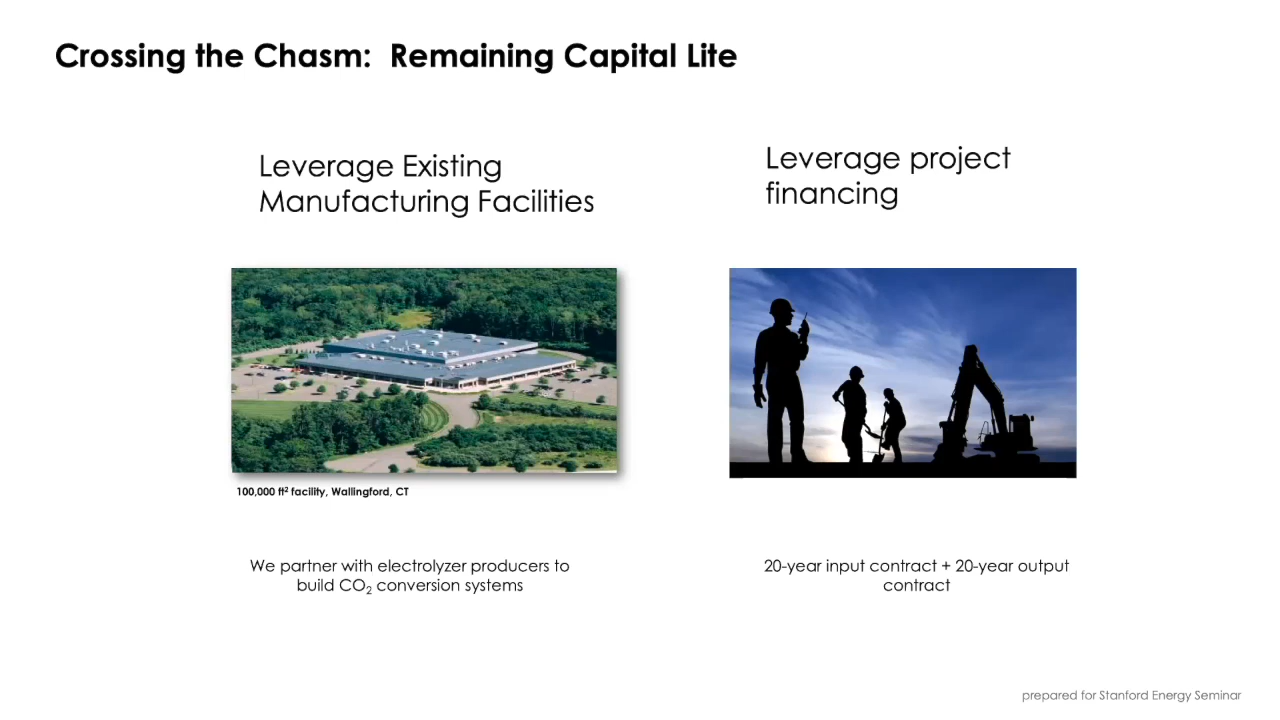 Crossing the Chasm:  Remaining Capital Lite
Leverage Existing
Manufacturing Facilities
100,000 ft² facility, Wallingford, CT
We partner with electrolyzer producers to
build CO₂ conversion systems
Leverage project
financing
20-year input contract + 20-year output
contract
prepared for Stanford Energy Seminar